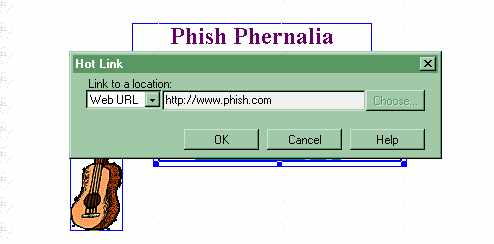 Phish Phernalia
Hot Link
Link to a location:
Web URL http://www.phish.com Choose...
OK Cancel Help